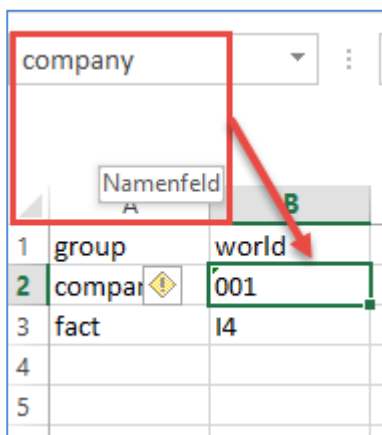 company
Namenfeld
A B
1 group world
2 compar 001
3 fact I4
4
5